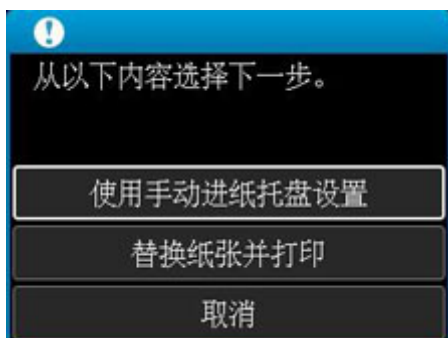 从以下内容选择下一步。
使用手动进纸托盘设置
替换纸张并打印
取消